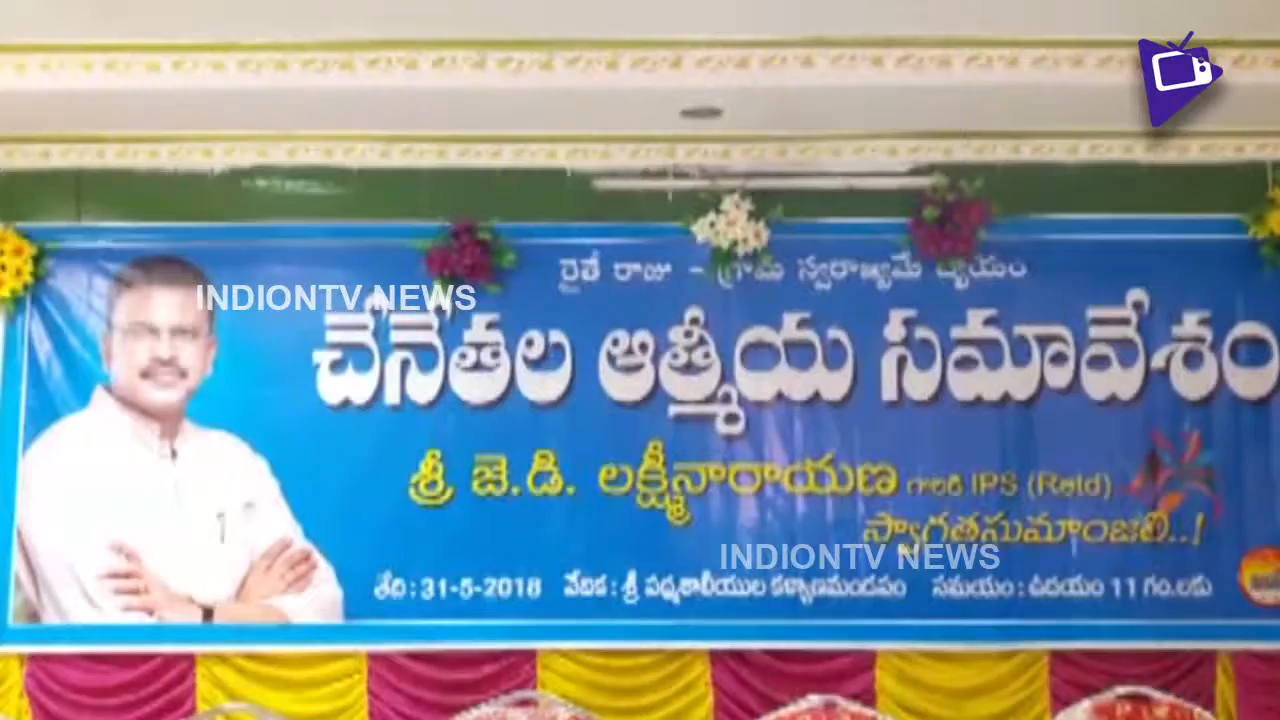 రైతే రాజు - గ్రామ స్వరాజ్యమే ధ్యేయం
INDIONTV NEWS
చేనేతల ఆత్మీయ సమావేశం
శ్రీ జె.డి. లక్ష్మీనారాయణ గారికి IPS (Retd)
స్వాగతసుమాంజలి..!
INDIONTV NEWS
తేది : 31-5-2018 వేదిక : శ్రీ పద్మశాలీయుల కళ్యాణమండపం సమయం : ఉదయం 11 గం.లకు